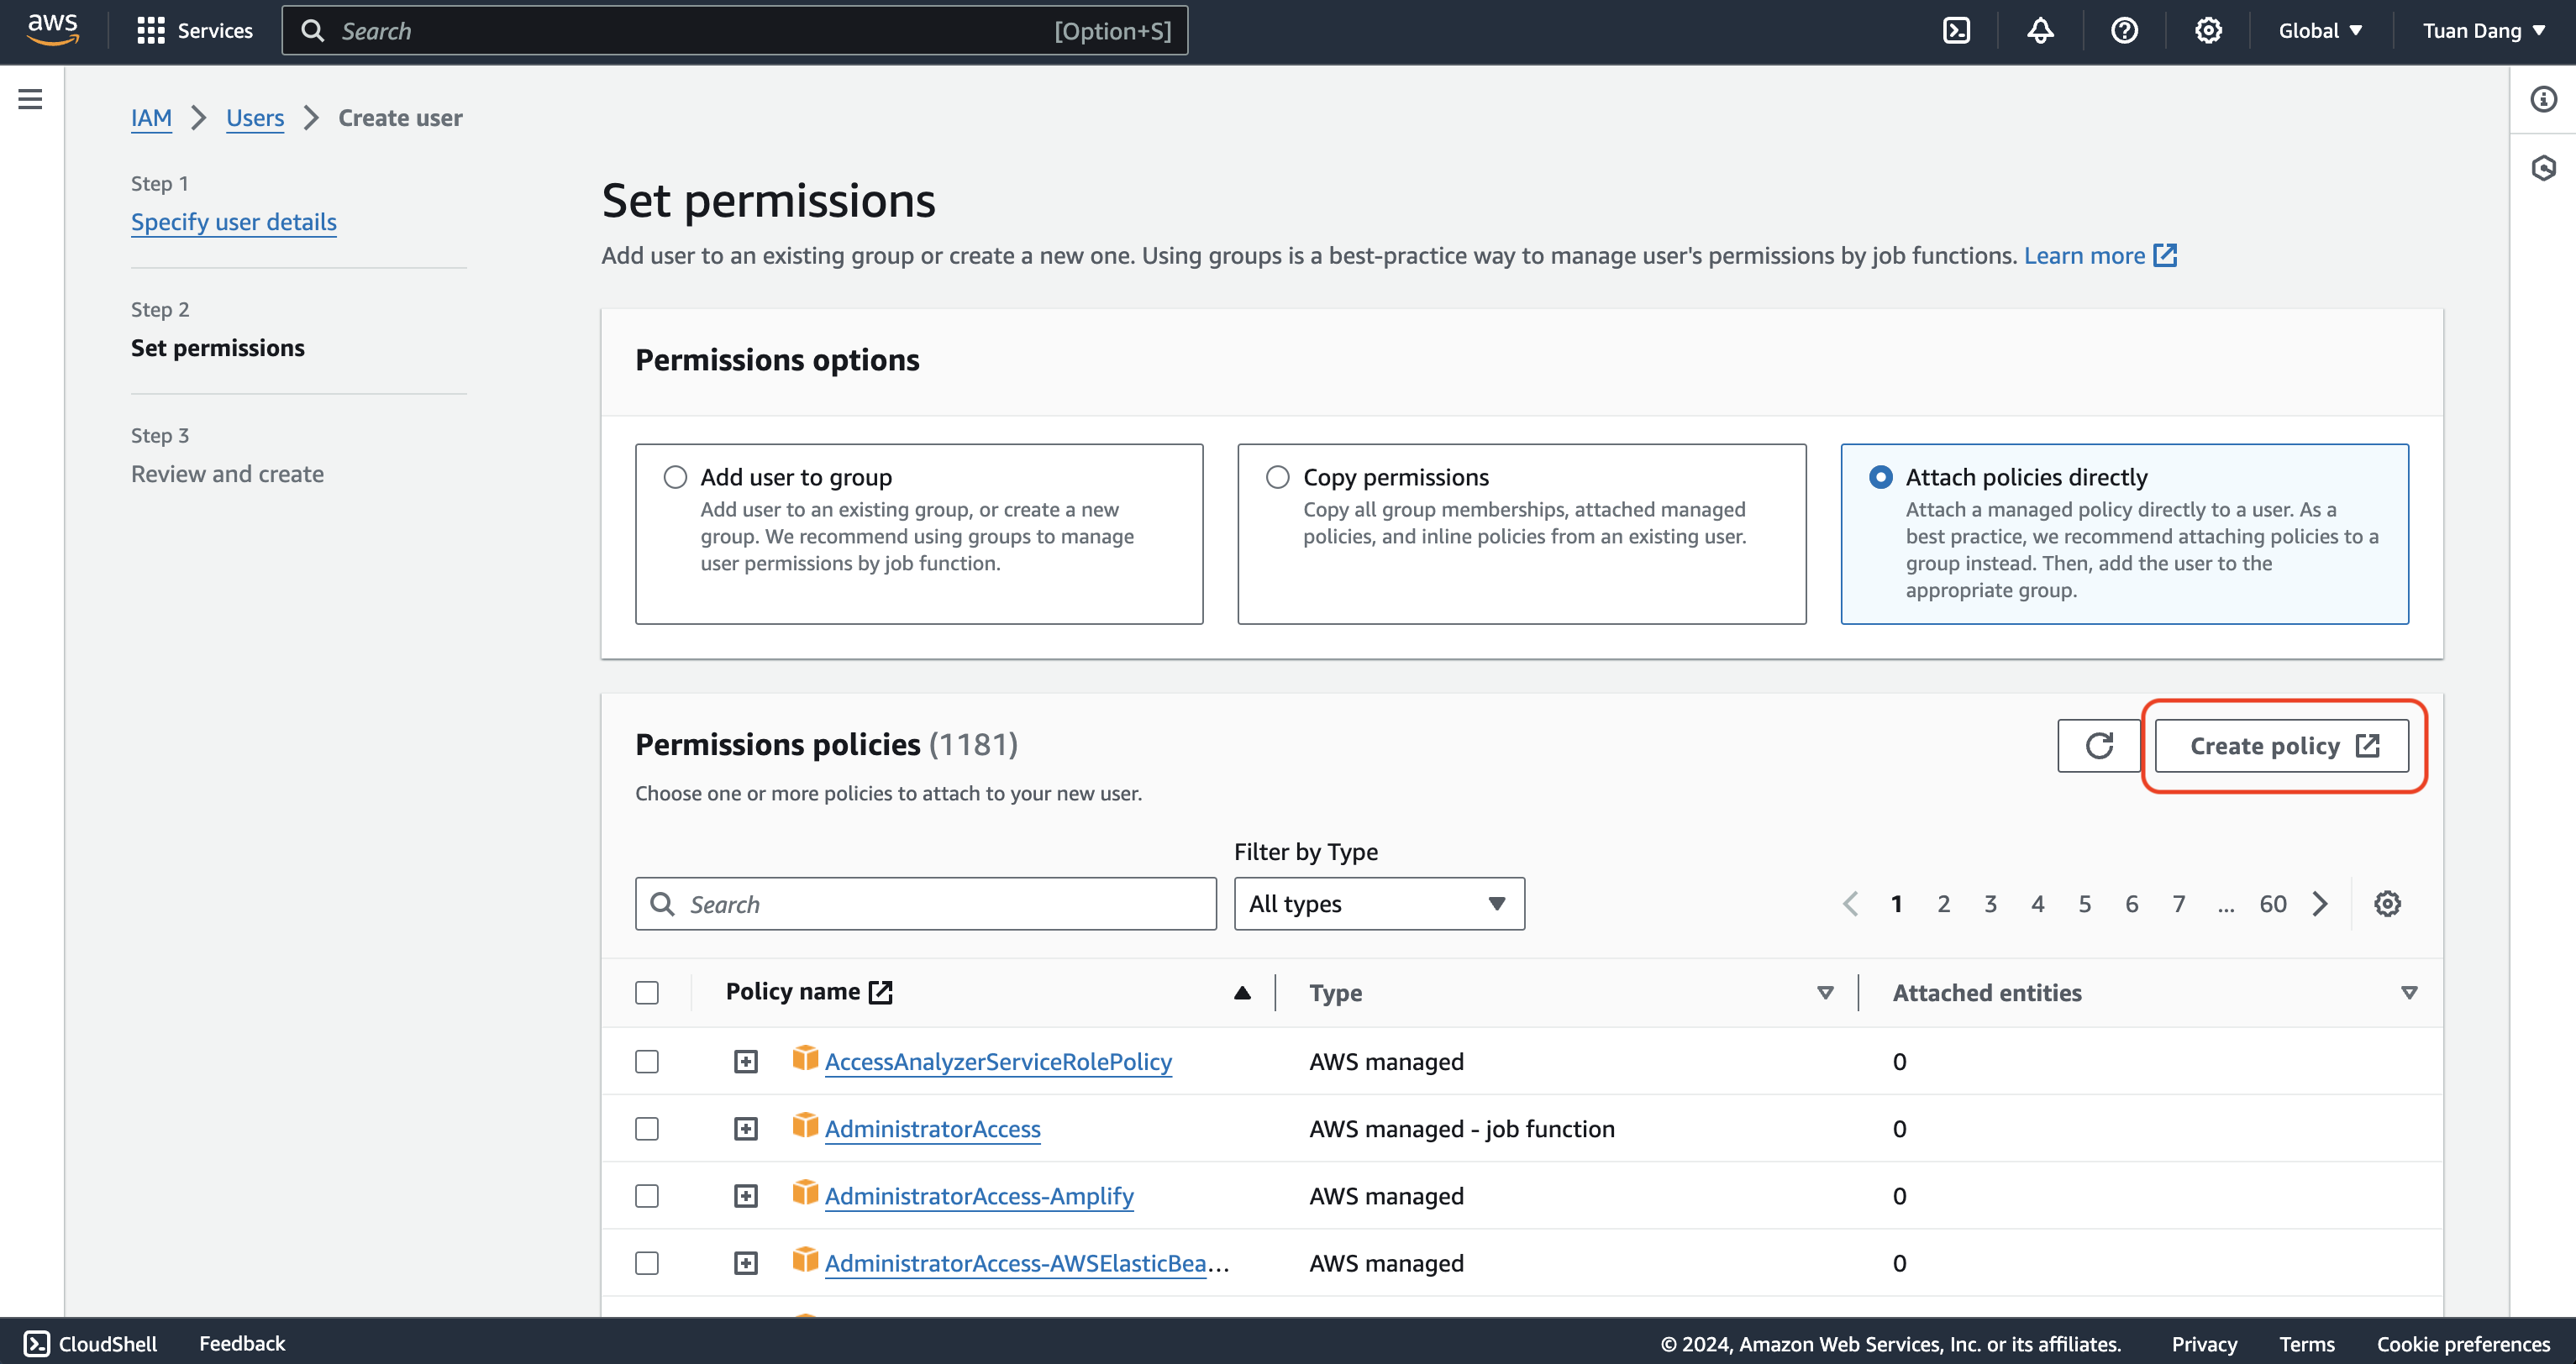 aws
Services
Search
[Option+S]
Global
Tuan Dang
IAM
Users
Create user
Step 1
Specify user details
Step 2
Set permissions
Step 3
Review and create
Set permissions
Add user to an existing group or create a new one. Using groups is a best-practice way to manage user's permissions by job functions. Learn more
Permissions options
Add user to group
Add user to an existing group, or create a new
group. We recommend using groups to manage
user permissions by job function.
Copy permissions
Copy all group memberships, attached managed
policies, and inline policies from an existing user.
Attach policies directly
Attach a managed policy directly to a user. As a
best practice, we recommend attaching policies to a
group instead. Then, add the user to the
appropriate group.
Permissions policies (1181)
Create policy
Choose one or more policies to attach to your new user.
Filter by Type
Search
All types
1 2 3 4 5 6 7 ... 60
Policy name
Type
Attached entities
AccessAnalyzerServiceRolePolicy
AWS managed
0
AdministratorAccess
AWS managed - job function
0
AdministratorAccess-Amplify
AWS managed
0
AdministratorAccess-AWSElasticBea...
AWS managed
0
CloudShell
Feedback
© 2024, Amazon Web Services, Inc. or its affiliates.
Privacy
Terms
Cookie preferences